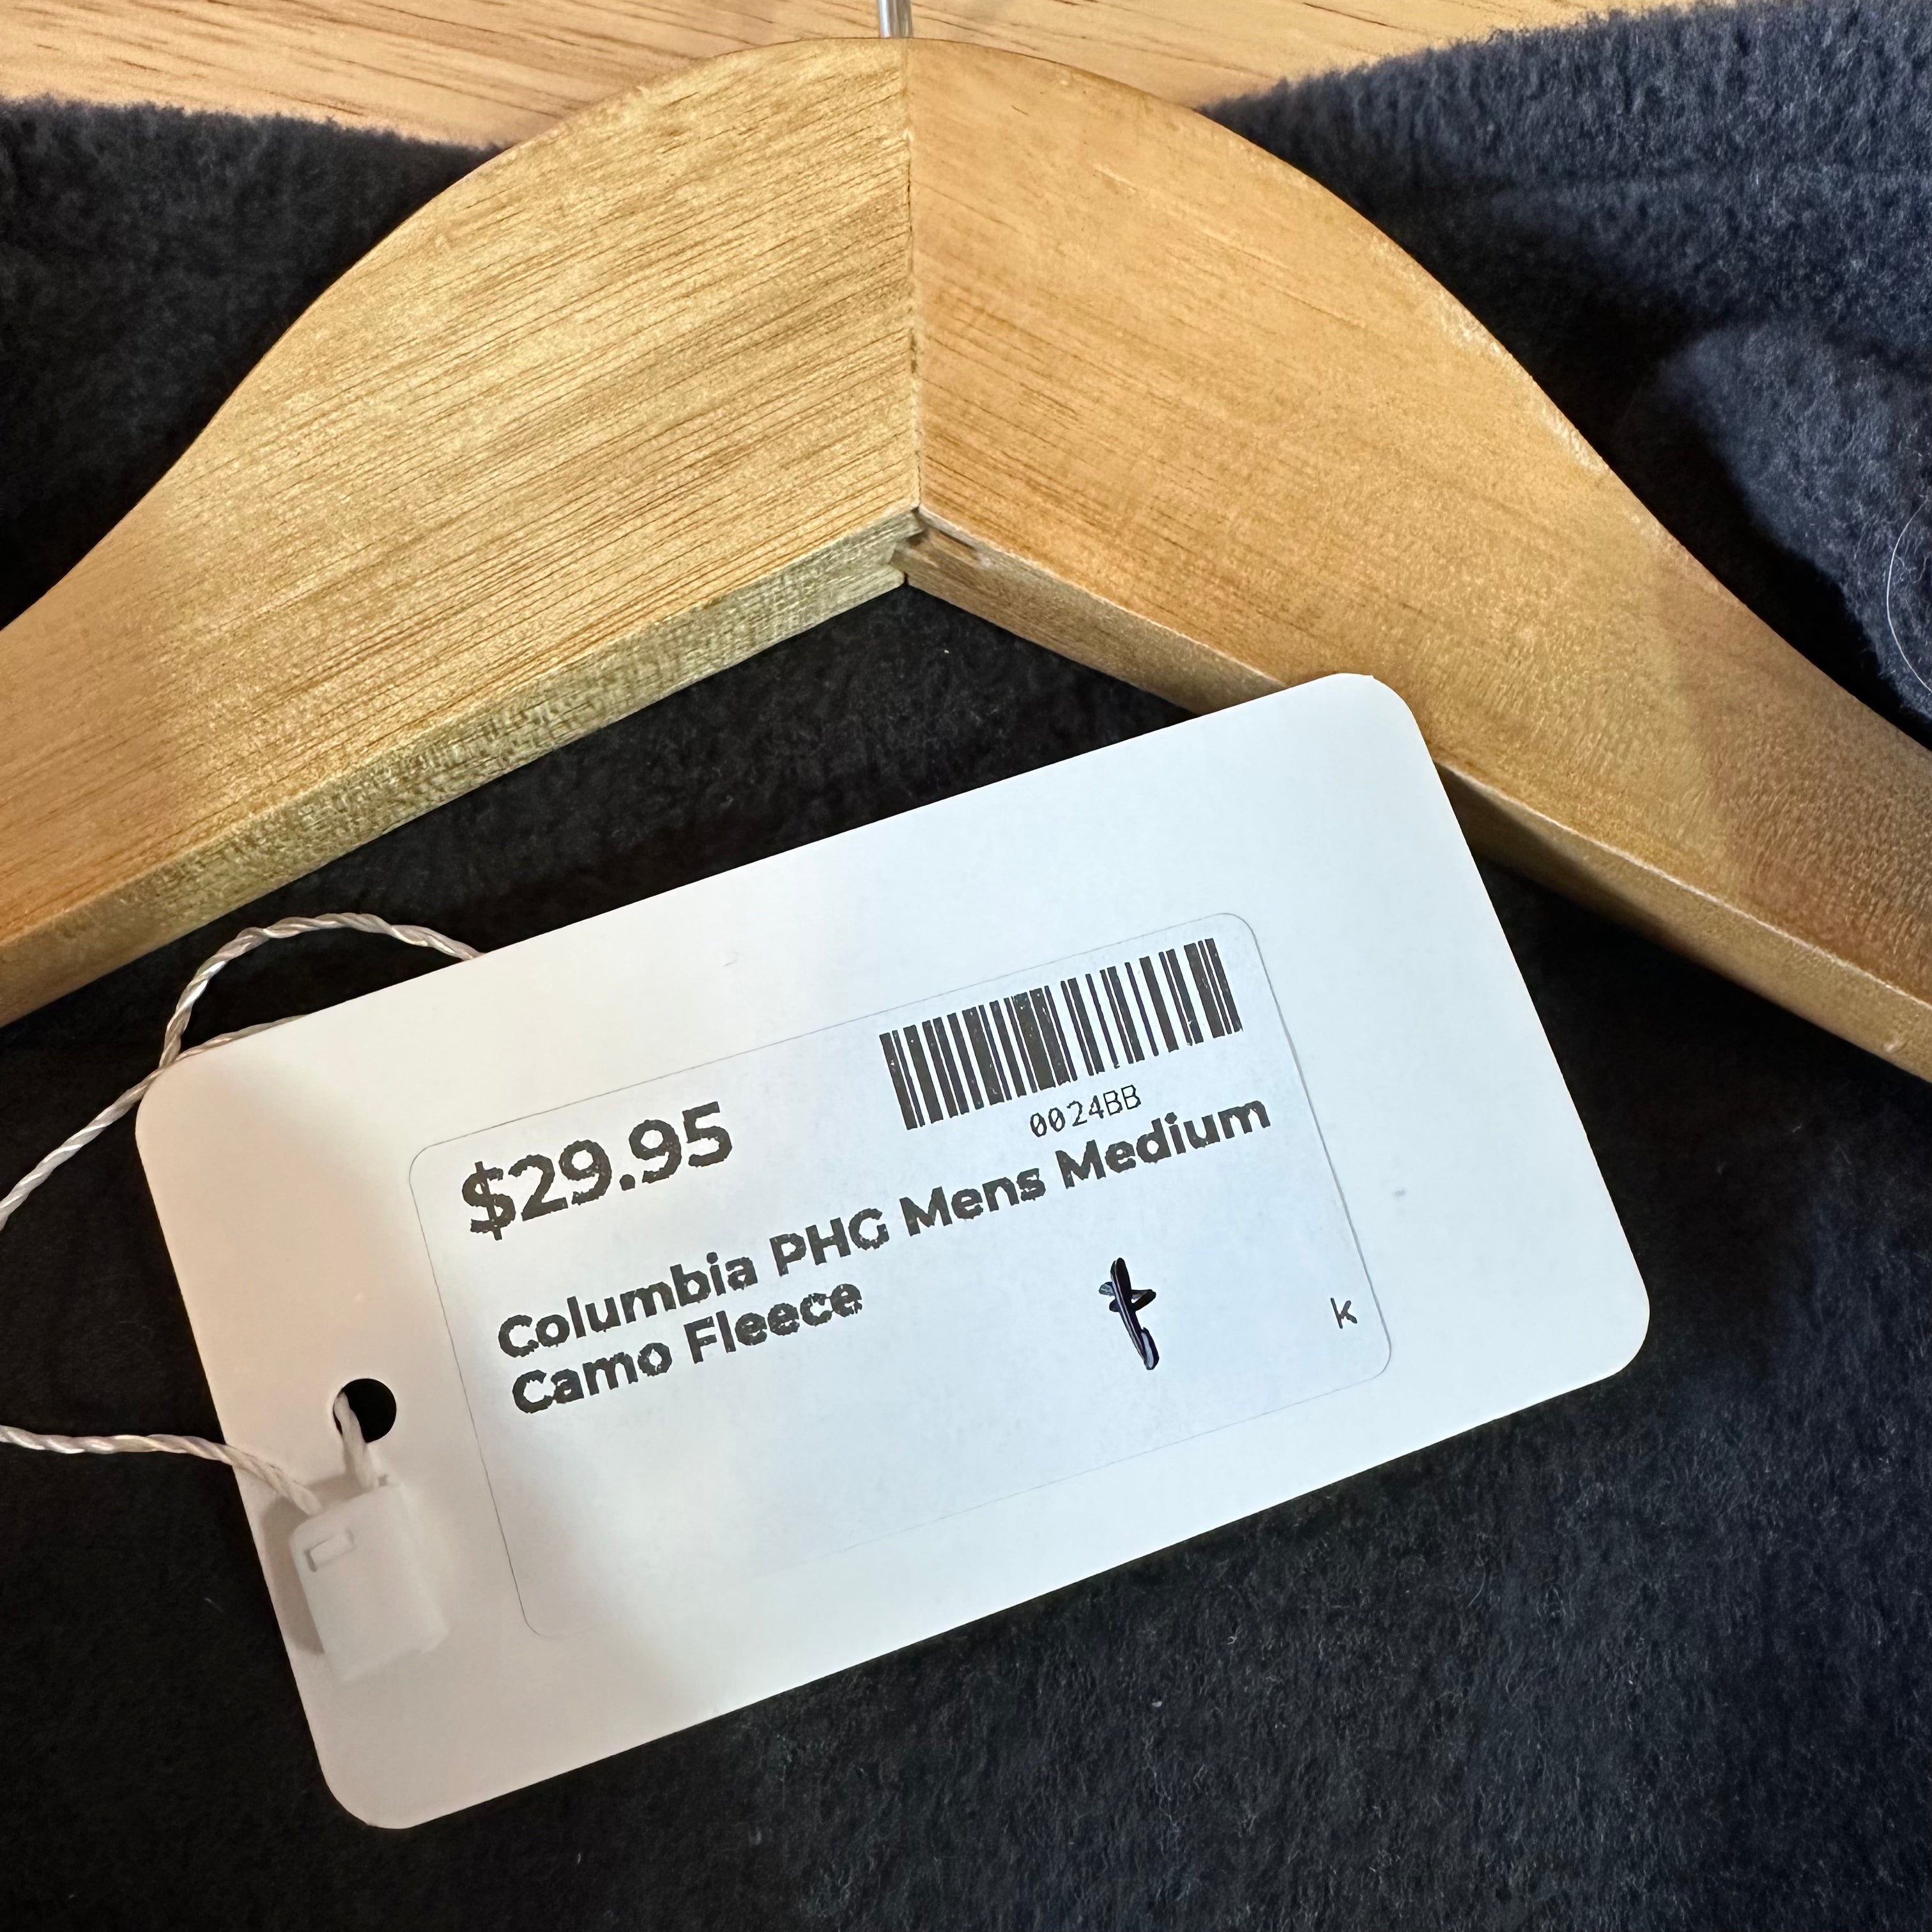 $29.95
0024BB
Columbia PHG Mens Medium
Camo Fleece
t
k